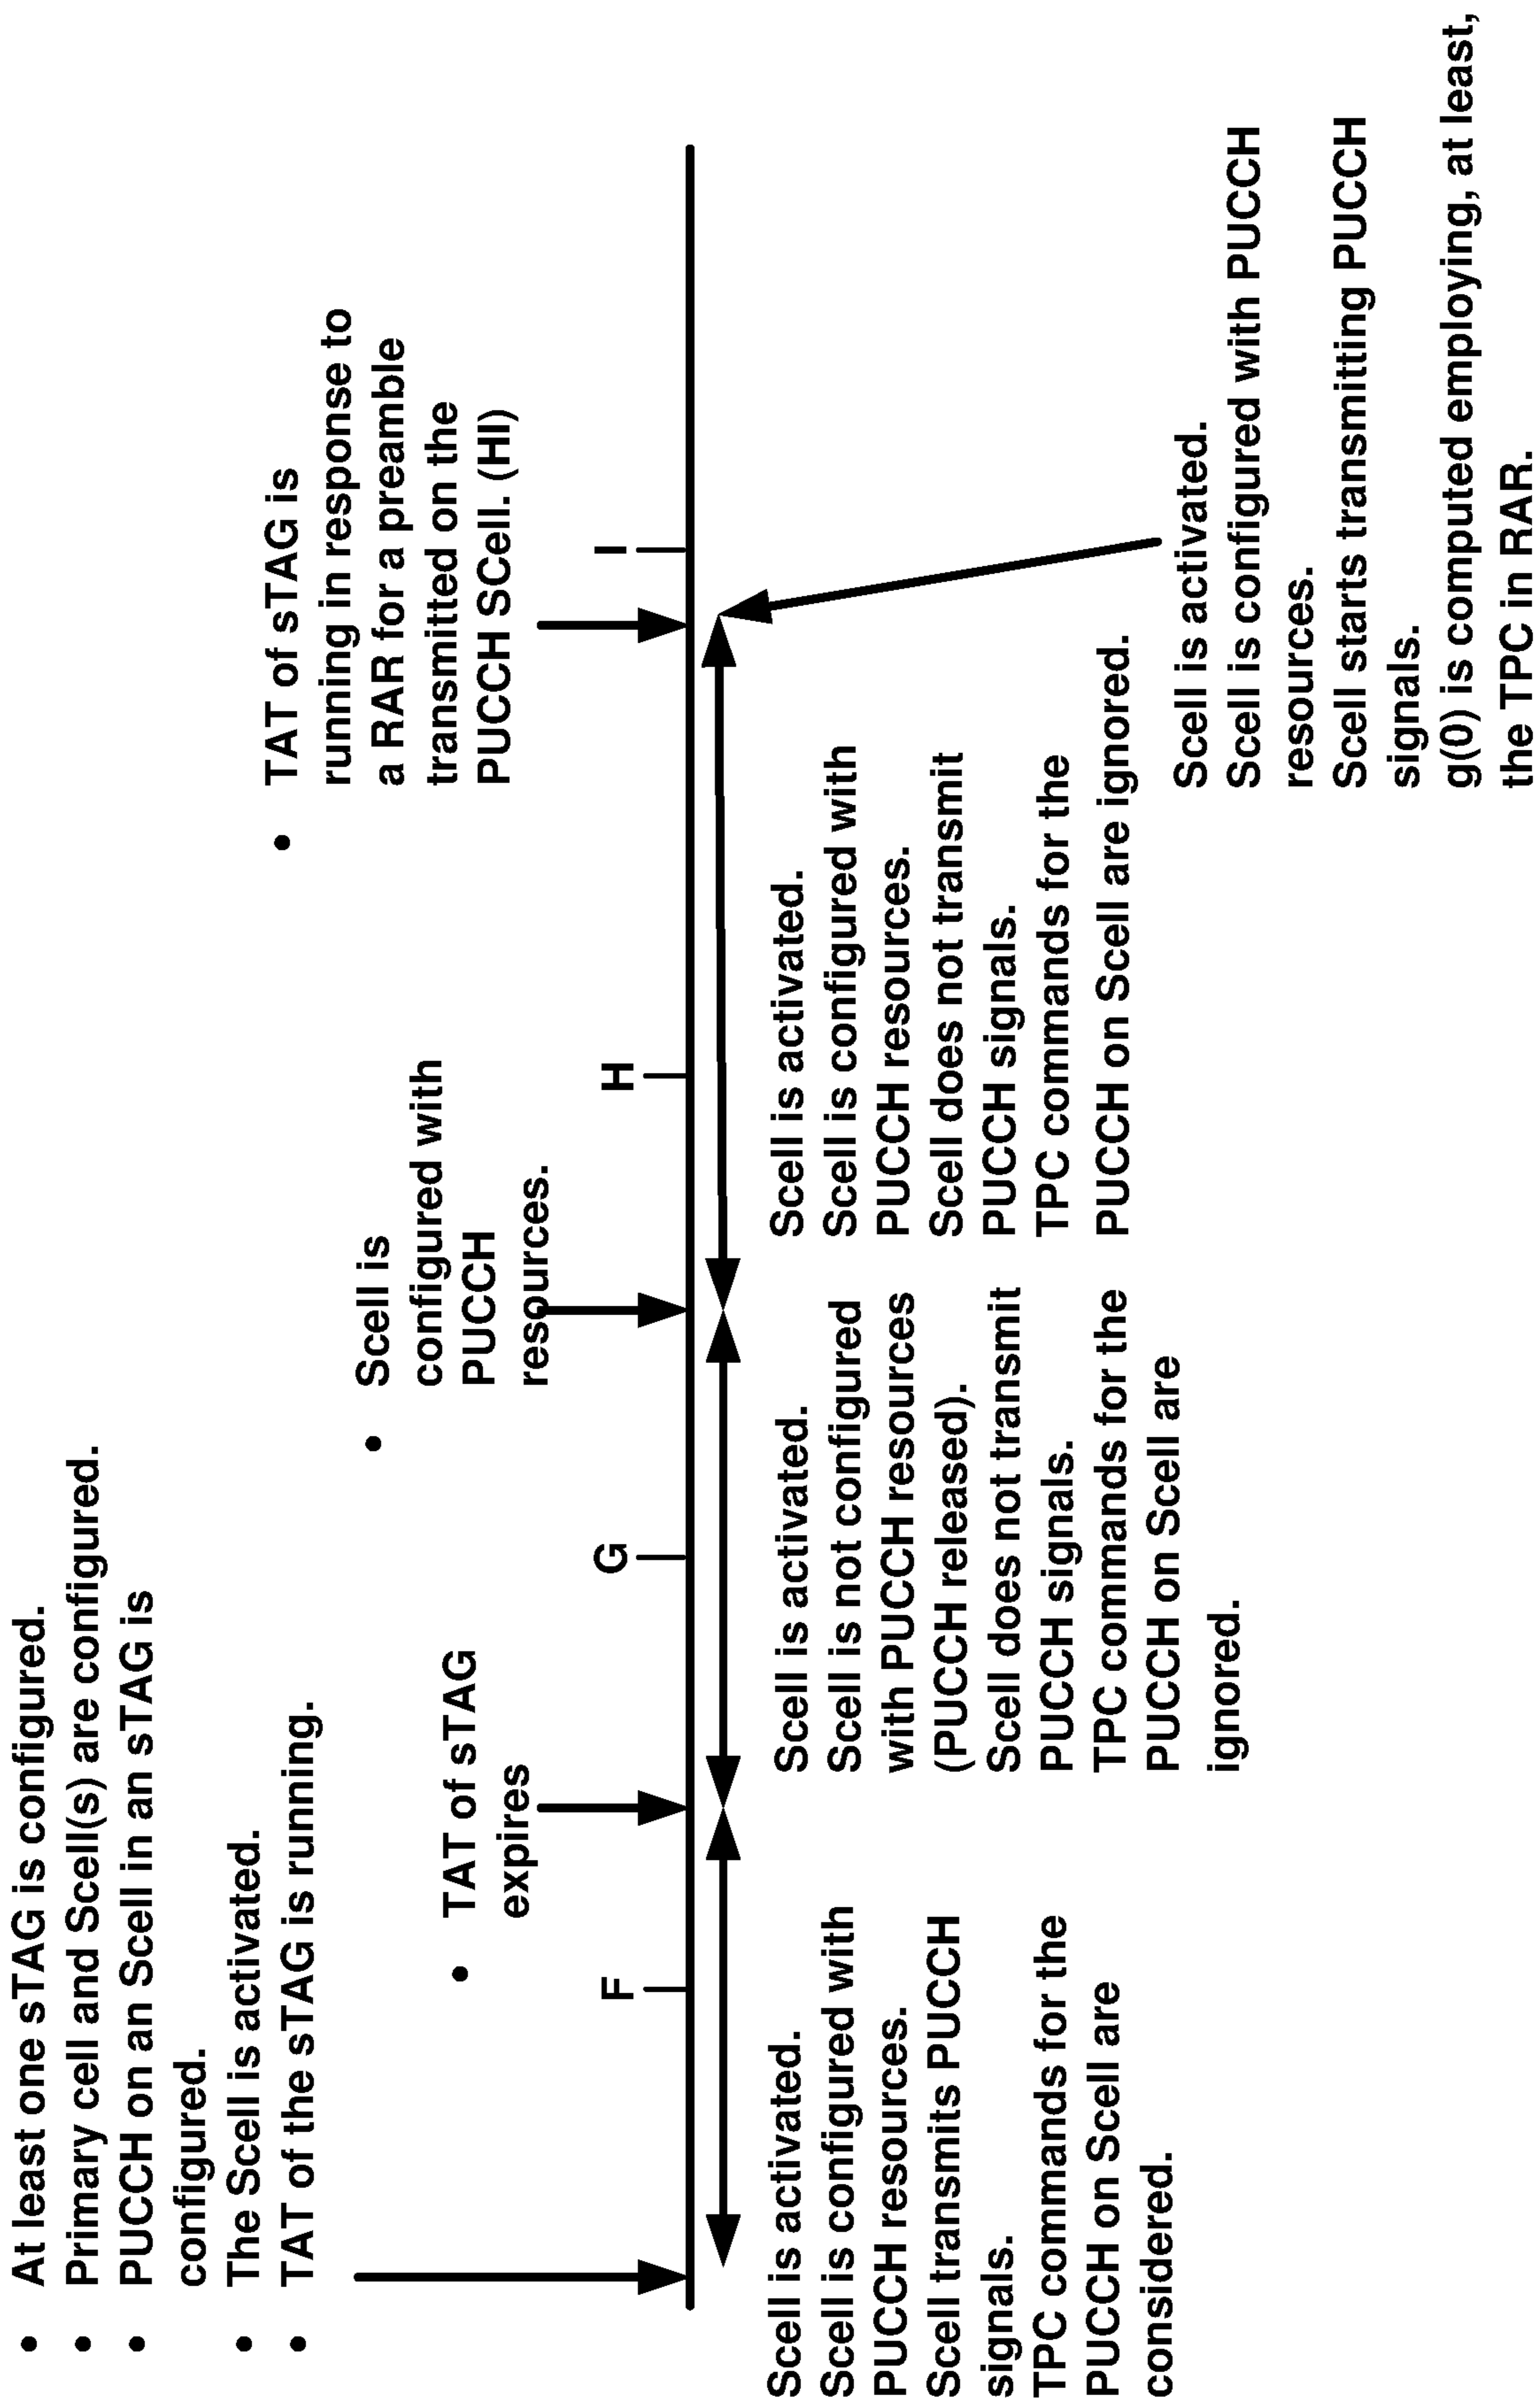 • At least one sTAG is configured.
• Primary cell and Scell(s) are configured.
• PUCCH on an Scell in an sTAG is
configured.
• The Scell is activated.
• TAT of the sTAG is running.
• TAT of sTAG
expires
• Scell is
configured with
PUCCH
resources.
• TAT of sTAG is
running in response to
a RAR for a preamble
transmitted on the
PUCCH SCell. (HI)
F
G
H
I
Scell is activated.
Scell is configured with
PUCCH resources.
Scell transmits PUCCH
signals.
TPC commands for the
PUCCH on Scell are
considered.
Scell is activated.
Scell is not configured
with PUCCH resources
(PUCCH released).
Scell does not transmit
PUCCH signals.
TPC commands for the
PUCCH on Scell are
ignored.
Scell is activated.
Scell is configured with
PUCCH resources.
Scell does not transmit
PUCCH signals.
TPC commands for the
PUCCH on Scell are ignored.
Scell is activated.
Scell is configured with PUCCH
resources.
Scell starts transmitting PUCCH
signals.
g(0) is computed employing, at least,
the TPC in RAR.